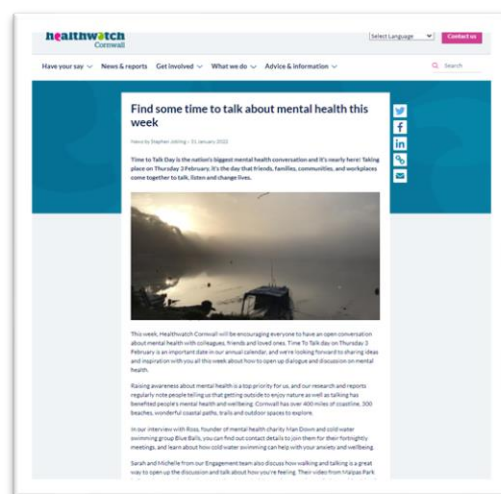 healthwatch
Cornwall
Select Language
Contact us
Have your say
News & reports
Get involved
What we do
Advice & information
Search
Find some time to talk about mental health this
week
News by Stephen Jobling – 31 January 2022
Time to Talk Day is the nation's biggest mental health conversation and it's nearly here! Taking
place on Thursday 3 February, it's the day that friends, families, communities, and workplaces
come together to talk, listen and change lives.
This week, Healthwatch Cornwall will be encouraging everyone to have an open conversation
about mental health with colleagues, friends and loved ones. Time To Talk day on Thursday 3
February is an important date in our annual calendar, and we're looking forward to sharing ideas
and inspiration with you all this week about how to open up dialogue and discussion on mental
health.
Raising awareness about mental health is a top priority for us, and our research and reports
regularly note people telling us that getting outside to enjoy nature as well as talking has
benefited people's mental health and wellbeing. Cornwall has over 400 miles of coastline, 300
beaches, wonderful coastal paths, trails and outdoor spaces to explore.
In our interview with Ross, founder of mental health charity Man Down and cold water
swimming group Blue Balls, you can find out contact details to join them for their fortnightly
meetings, and learn about how cold water swimming can help with your anxiety and wellbeing
Sarah and Michelle from our Engagement team also discuss how walking and talking is a great
way to open up the discussion and talk about how you're feeling. Their video from Malpas Park